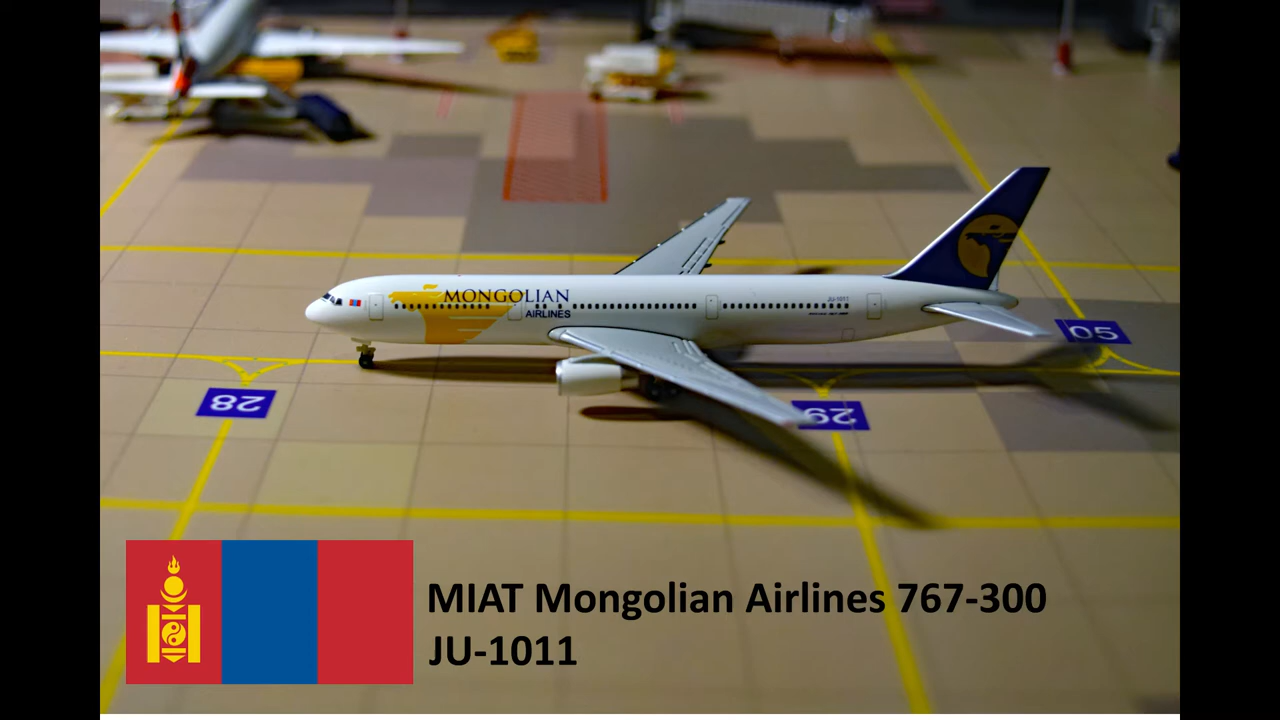 MONGOLIAN
AIRLINES
JU-1011
05
28
29
MIAT Mongolian Airlines 767-300
JU-1011